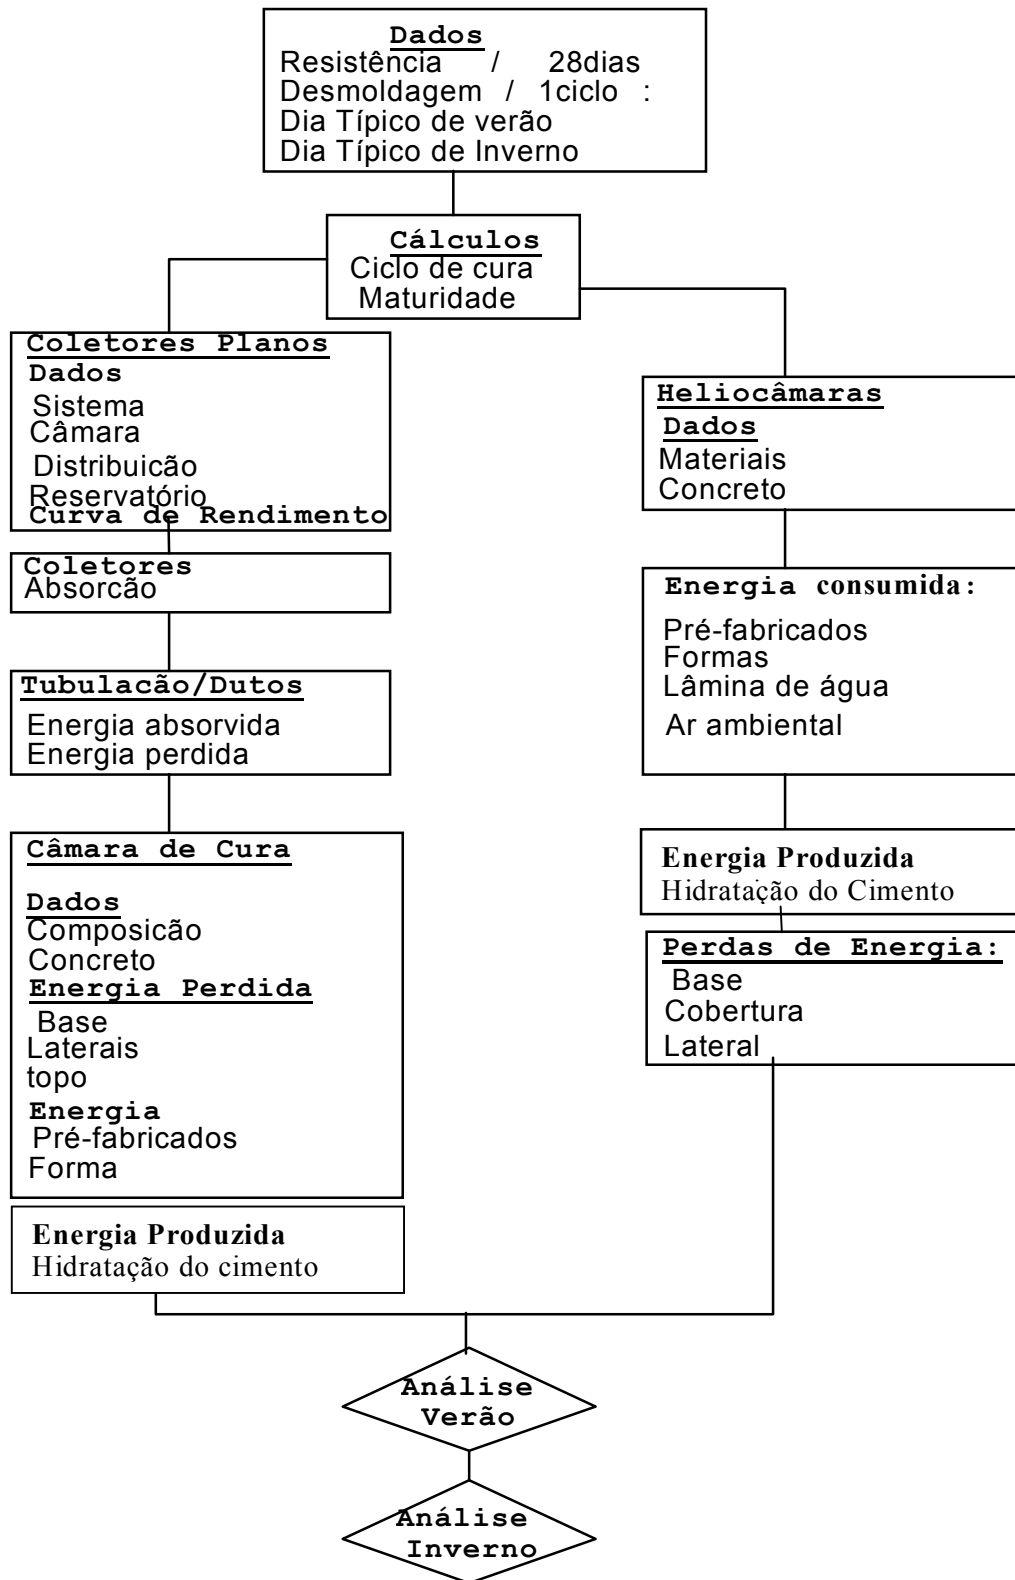 Dados
Resistência / 28dias
Desmoldagem / 1ciclo :
Dia Típico de verão
Dia Típico de Inverno
Cálculos
Ciclo de cura
Maturidade
Coletores Planos
Dados
Sistema
Câmara
Distribuicão
Reservatório
Curva de Rendimento
Coletores
Absorcão
Tubulacão/Dutos
Energia absorvida
Energia perdida
Câmara de Cura
Dados
Composicão
Concreto
Energia Perdida
Base
Laterais
topo
Energia
Pré-fabricados
Forma
Energia Produzida
Hidratação do cimento
Heliocâmaras
Dados
Materiais
Concreto
Energia consumida:
Pré-fabricados
Formas
Lâmina de água
Ar ambiental
Energia Produzida
Hidratação do Cimento
Perdas de Energia:
Base
Cobertura
Lateral
Análise
Verão
Análise
Inverno